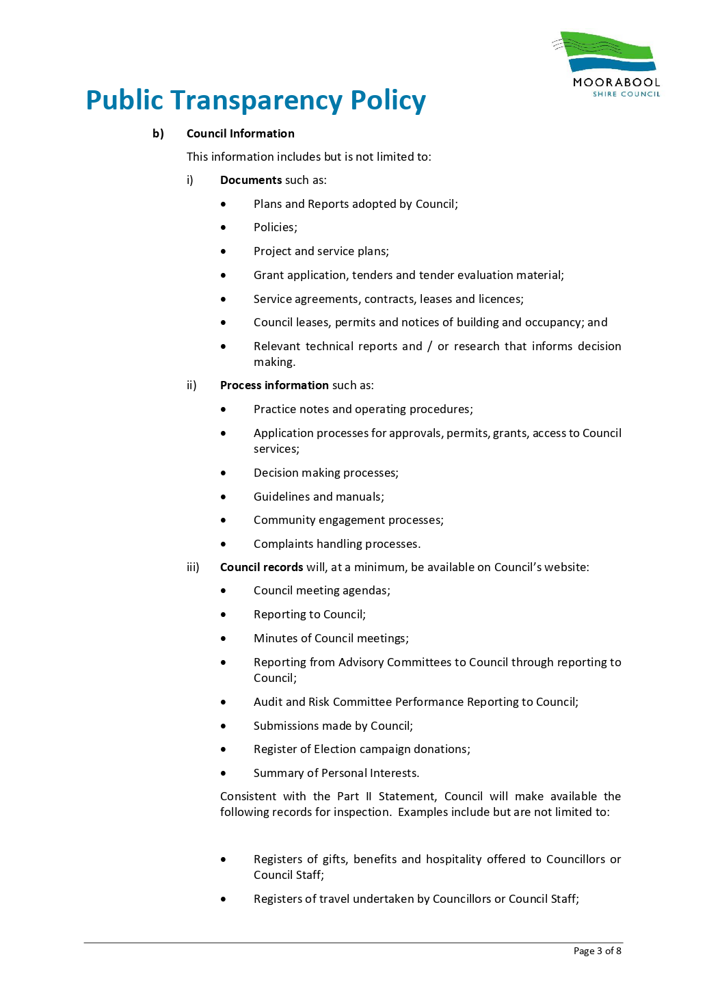 MOORABOOL
SHIRE COUNCIL
Public Transparency Policy
b) Council Information
This information includes but is not limited to:
i) Documents such as:
• Plans and Reports adopted by Council;
• Policies;
• Project and service plans;
• Grant application, tenders and tender evaluation material;
• Service agreements, contracts, leases and licences;
• Council leases, permits and notices of building and occupancy; and
• Relevant technical reports and / or research that informs decision
making.
ii) Process information such as:
• Practice notes and operating procedures;
• Application processes for approvals, permits, grants, access to Council
services;
• Decision making processes;
• Guidelines and manuals;
• Community engagement processes;
• Complaints handling processes.
iii) Council records will, at a minimum, be available on Council’s website:
• Council meeting agendas;
• Reporting to Council;
• Minutes of Council meetings;
• Reporting from Advisory Committees to Council through reporting to
Council;
• Audit and Risk Committee Performance Reporting to Council;
• Submissions made by Council;
• Register of Election campaign donations;
• Summary of Personal Interests.
Consistent with the Part II Statement, Council will make available the
following records for inspection. Examples include but are not limited to:
• Registers of gifts, benefits and hospitality offered to Councillors or
Council Staff;
• Registers of travel undertaken by Councillors or Council Staff;
Page 3 of 8